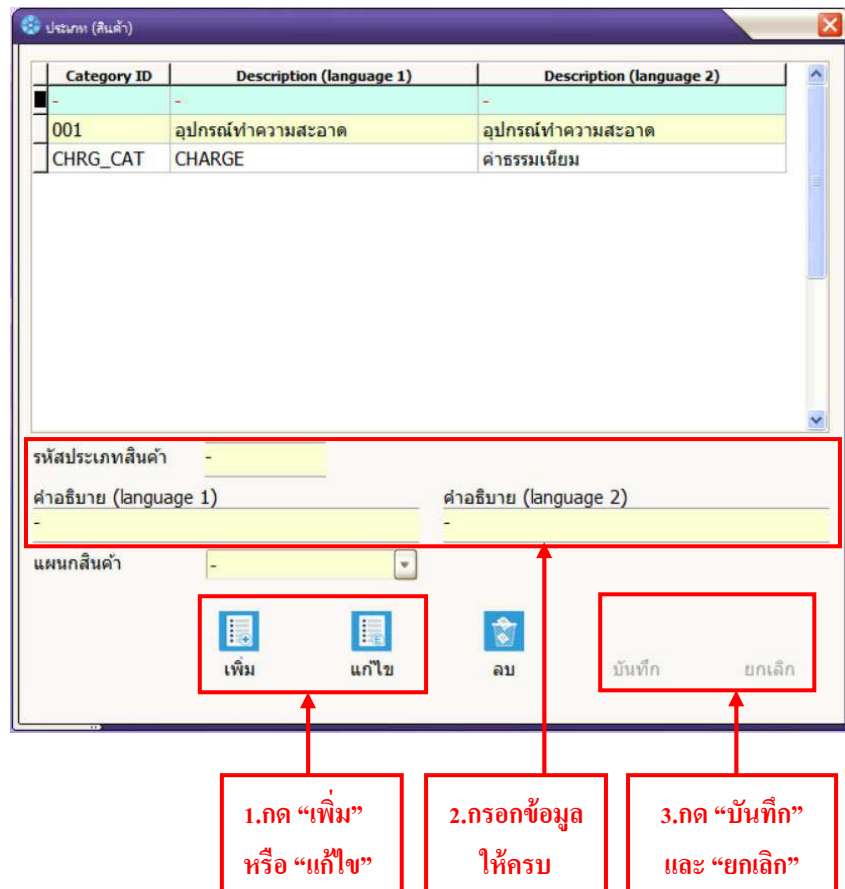 ประเภท (สินค้า)
Category ID Description (language 1) Description (language 2)
- - -
001 อุปกรณ์ทำความสะอาด อุปกรณ์ทำความสะอาด
CHRG_CAT CHARGE ค่าธรรมเนียม
รหัสประเภทสินค้า -
คำอธิบาย (language 1) คำอธิบาย (language 2)
- -
แผนกสินค้า -
เพิ่ม แก้ไข ลบ บันทึก ยกเลิก
1.กด “เพิ่ม”
หรือ “แก้ไข”
2.กรอกข้อมูล
ให้ครบ
3.กด “บันทึก”
และ “ยกเลิก”